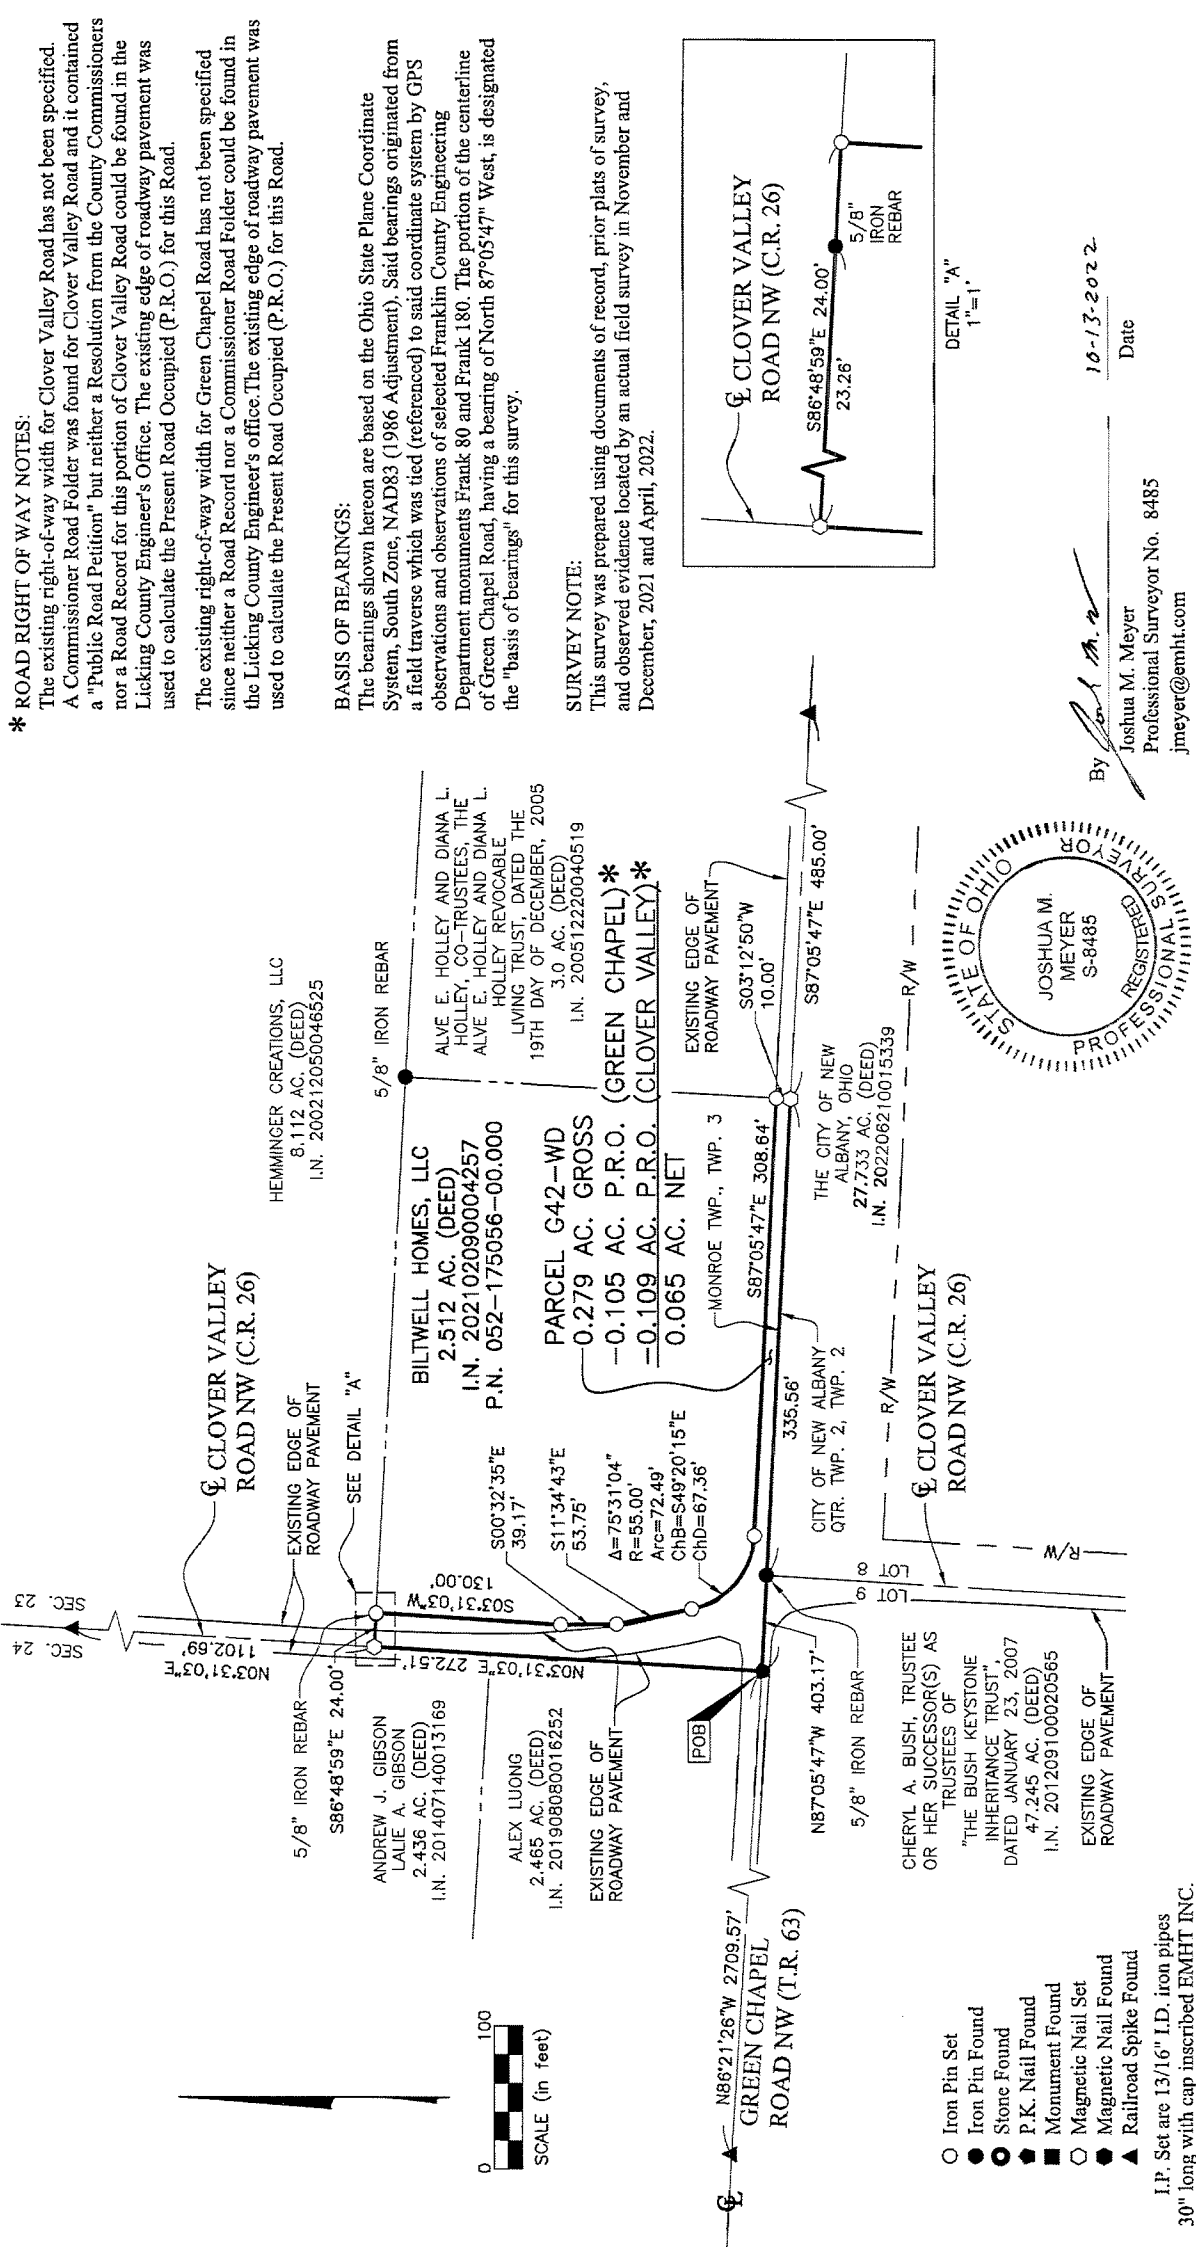 * ROAD RIGHT OF WAY NOTES:
The existing right-of-way width for Clover Valley Road has not been specified.
A Commissioner Road Folder was found for Clover Valley Road and it contained
a "Public Road Petition" but neither a Resolution from the County Commissioners
nor a Road Record for this portion of Clover Valley Road could be found in the
Licking County Engineer's Office. The existing edge of roadway pavement was
used to calculate the Present Road Occupied (P.R.O.) for this Road.
The existing right-of-way width for Green Chapel Road has not been specified
since neither a Road Record nor a Commissioner Road Folder could be found in
the Licking County Engineer's office.The existing edge of roadway pavement was
used to calculate the Present Road Occupied (P.R.O.) for this Road.
BASIS OF BEARINGS:
The bearings shown hereon are based on the Ohio State Plane Coordinate
System, South Zone, NAD83 (1986 Adjustment). Said bearings originated from
a field traverse which was tied (referenced) to said coordinate system by GPS
observations and observations of selected Franklin County Engineering
Department monuments Frank 80 and Frank 180. The portion of the centerline
of Green Chapel Road, having a bearing of North 87°05'47" West, is designated
the "basis of bearings" for this survey.
SURVEY NOTE:
This survey was prepared using documents of record, prior plats of survey,
and observed evidence located by an actual field survey in November and
December, 2021 and April, 2022.
℄ CLOVER VALLEY
ROAD NW (C.R. 26)
S86°48'59"E 24.00'
23.26'
5/8"
IRON
REBAR
DETAIL "A"
1"=1'
SEC. 24
SEC. 23
N03°31'03"E
1102.69'
℄ CLOVER VALLEY
ROAD NW (C.R. 26)
EXISTING EDGE OF
ROADWAY PAVEMENT
SEE DETAIL "A"
HEMMINGER CREATIONS, LLC
8.112 AC. (DEED)
I.N. 200212050046525
5/8" IRON REBAR
5/8" IRON REBAR
S86°48'59"E 24.00'
ANDREW J. GIBSON
LALIE A. GIBSON
2.436 AC. (DEED)
I.N. 201407140013169
N03°31'03"E 272.51'
S03°31'03"W
130.00'
BILTWELL HOMES, LLC
2.512 AC. (DEED)
I.N. 202102090004257
P.N. 052-175056-00.000
ALVE E. HOLLEY AND DIANA L.
HOLLEY, CO-TRUSTEES, THE
ALVE E. HOLLEY AND DIANA L.
HOLLEY REVOCABLE
LIVING TRUST, DATED THE
19TH DAY OF DECEMBER, 2005
3.0 AC. (DEED)
I.N. 200512220040519
S00°32'35"E
39.17'
S11°34'43"E
53.75'
Δ=75°31'04"
R=55.00'
Arc=72.49'
ChB=S49°20'15"E
ChD=67.36'
ALEX LUONG
2.465 AC. (DEED)
I.N. 201908080016252
EXISTING EDGE OF
ROADWAY PAVEMENT
PARCEL G42-WD
0.279 AC. GROSS
-0.105 AC. P.R.O. (GREEN CHAPEL)*
-0.109 AC. P.R.O. (CLOVER VALLEY)*
0.065 AC. NET
EXISTING EDGE OF
ROADWAY PAVEMENT
S03°12'50"W
10.00'
MONROE TWP., TWP. 3
S87°05'47"E 308.64'
S87°05'47"E 485.00'
335.56'
CITY OF NEW ALBANY
QTR. TWP. 2, TWP. 2
THE CITY OF NEW
ALBANY, OHIO
27.733 AC. (DEED)
I.N. 202206210015339
R/W
R/W
R/W
POB
N87°05'47"W 403.17'
5/8" IRON REBAR
LOT 9
LOT 8
℄ CLOVER VALLEY
ROAD NW (C.R. 26)
CHERYL A. BUSH, TRUSTEE
OR HER SUCCESSOR(S) AS
TRUSTEES OF
"THE BUSH KEYSTONE
INHERITANCE TRUST",
DATED JANUARY 23, 2007
47.245 AC. (DEED)
I.N. 201209100020565
EXISTING EDGE OF
ROADWAY PAVEMENT
0 100
SCALE (in feet)
℄ N86°21'26"W 2709.57'
GREEN CHAPEL
ROAD NW (T.R. 63)
Iron Pin Set
Iron Pin Found
Stone Found
P.K. Nail Found
Monument Found
Magnetic Nail Set
Magnetic Nail Found
Railroad Spike Found
I.P. Set are 13/16" I.D. iron pipes
30" long with cap inscribed EMHT INC.
STATE OF OHIO
JOSHUA M.
MEYER
S-8485
REGISTERED
PROFESSIONAL SURVEYOR
By
10-13-2022
Date
Joshua M. Meyer
Professional Surveyor No. 8485
jmeyer@emht.com